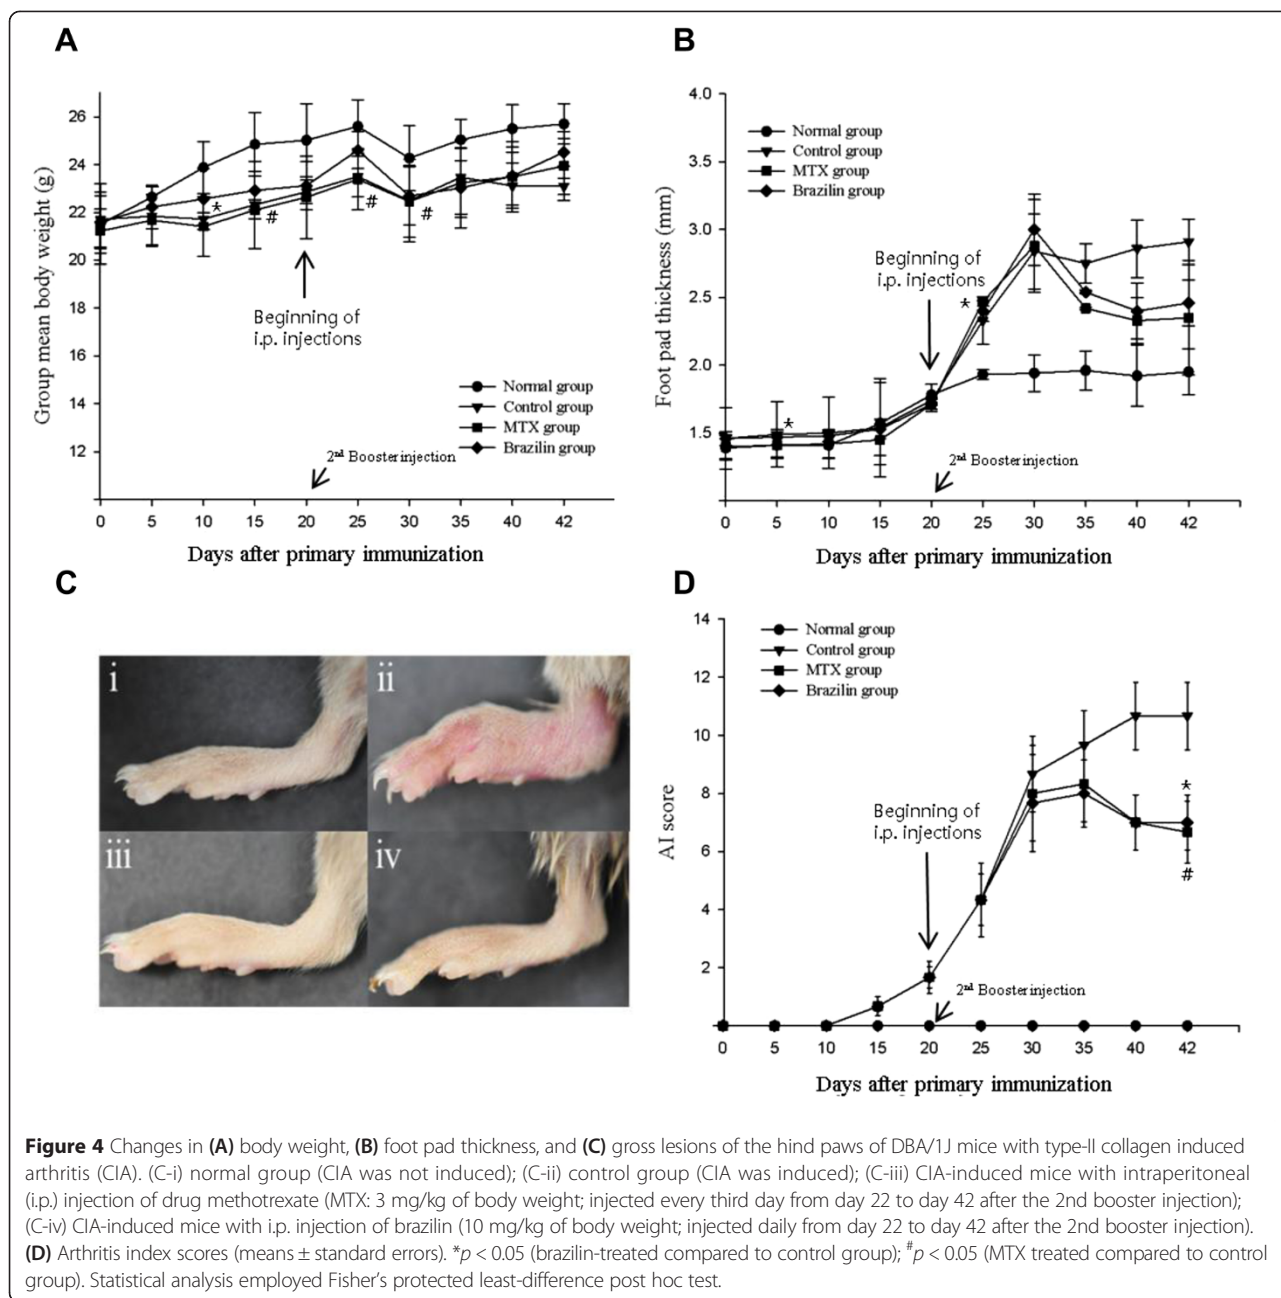 A
Group mean body weight (g)
26
24
22
20
18
16
14
12
*
#
#
#
Beginning of
i.p. injections
Normal group
Control group
MTX group
Brazilin group
2nd Booster injection
0 5 10 15 20 25 30 35 40 42
Days after primary immunization
B
Foot pad thickness (mm)
4.0
3.5
3.0
2.5
2.0
1.5
Normal group
Control group
MTX group
Brazilin group
Beginning of
i.p. injections
*
*
2nd Booster injection
0 5 10 15 20 25 30 35 40 42
Days after primary immunization
C
i
ii
iii
iv
D
AI score
14
12
10
8
6
4
2
Normal group
Control group
MTX group
Brazilin group
Beginning of
i.p. injections
*
#
2nd Booster injection
0 5 10 15 20 25 30 35 40 42
Days after primary immunization
Figure 4 Changes in (A) body weight, (B) foot pad thickness, and (C) gross lesions of the hind paws of DBA/1J mice with type-II collagen induced
arthritis (CIA). (C-i) normal group (CIA was not induced); (C-ii) control group (CIA was induced); (C-iii) CIA-induced mice with intraperitoneal
(i.p.) injection of drug methotrexate (MTX: 3 mg/kg of body weight; injected every third day from day 22 to day 42 after the 2nd booster injection);
(C-iv) CIA-induced mice with i.p. injection of brazilin (10 mg/kg of body weight; injected daily from day 22 to day 42 after the 2nd booster injection).
(D) Arthritis index scores (means ± standard errors). *p < 0.05 (brazilin-treated compared to control group); #p < 0.05 (MTX treated compared to control
group). Statistical analysis employed Fisher's protected least-difference post hoc test.